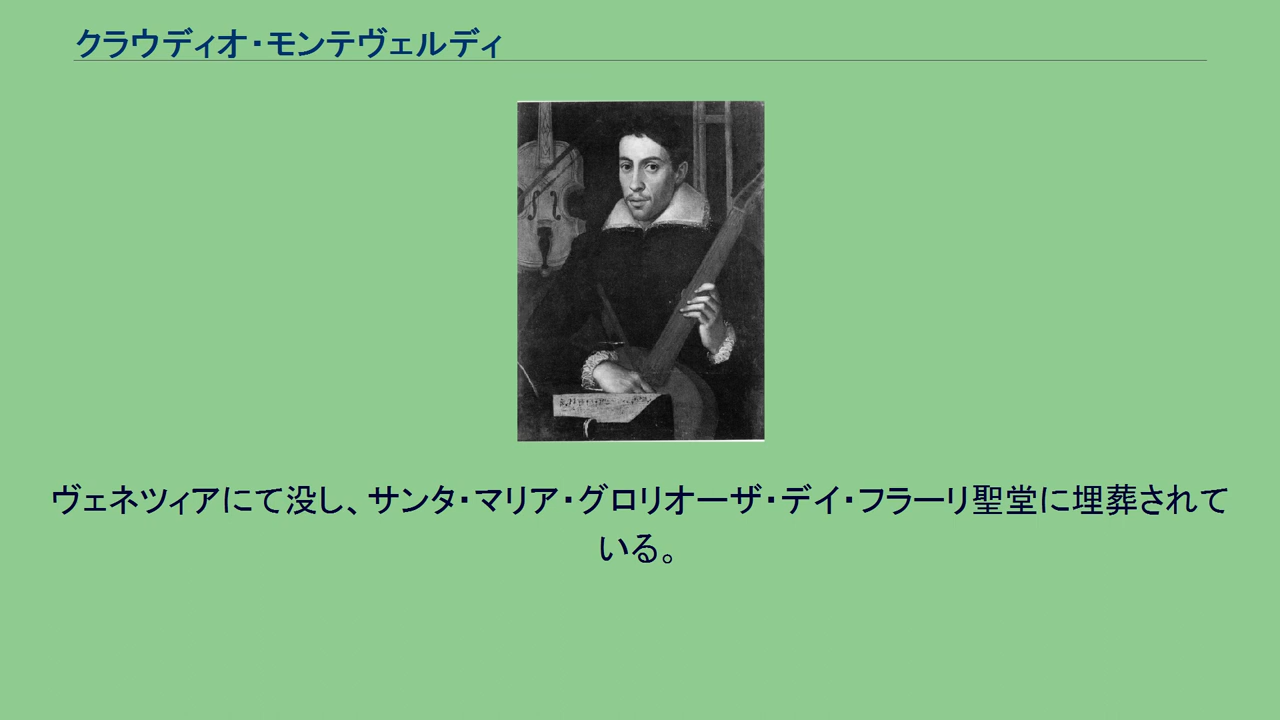 クラウディオ・モンテヴェルディ
ヴェネツィアにて没し、サンタ・マリア・グロリオーザ・デイ・フラーリ聖堂に埋葬されて
いる。